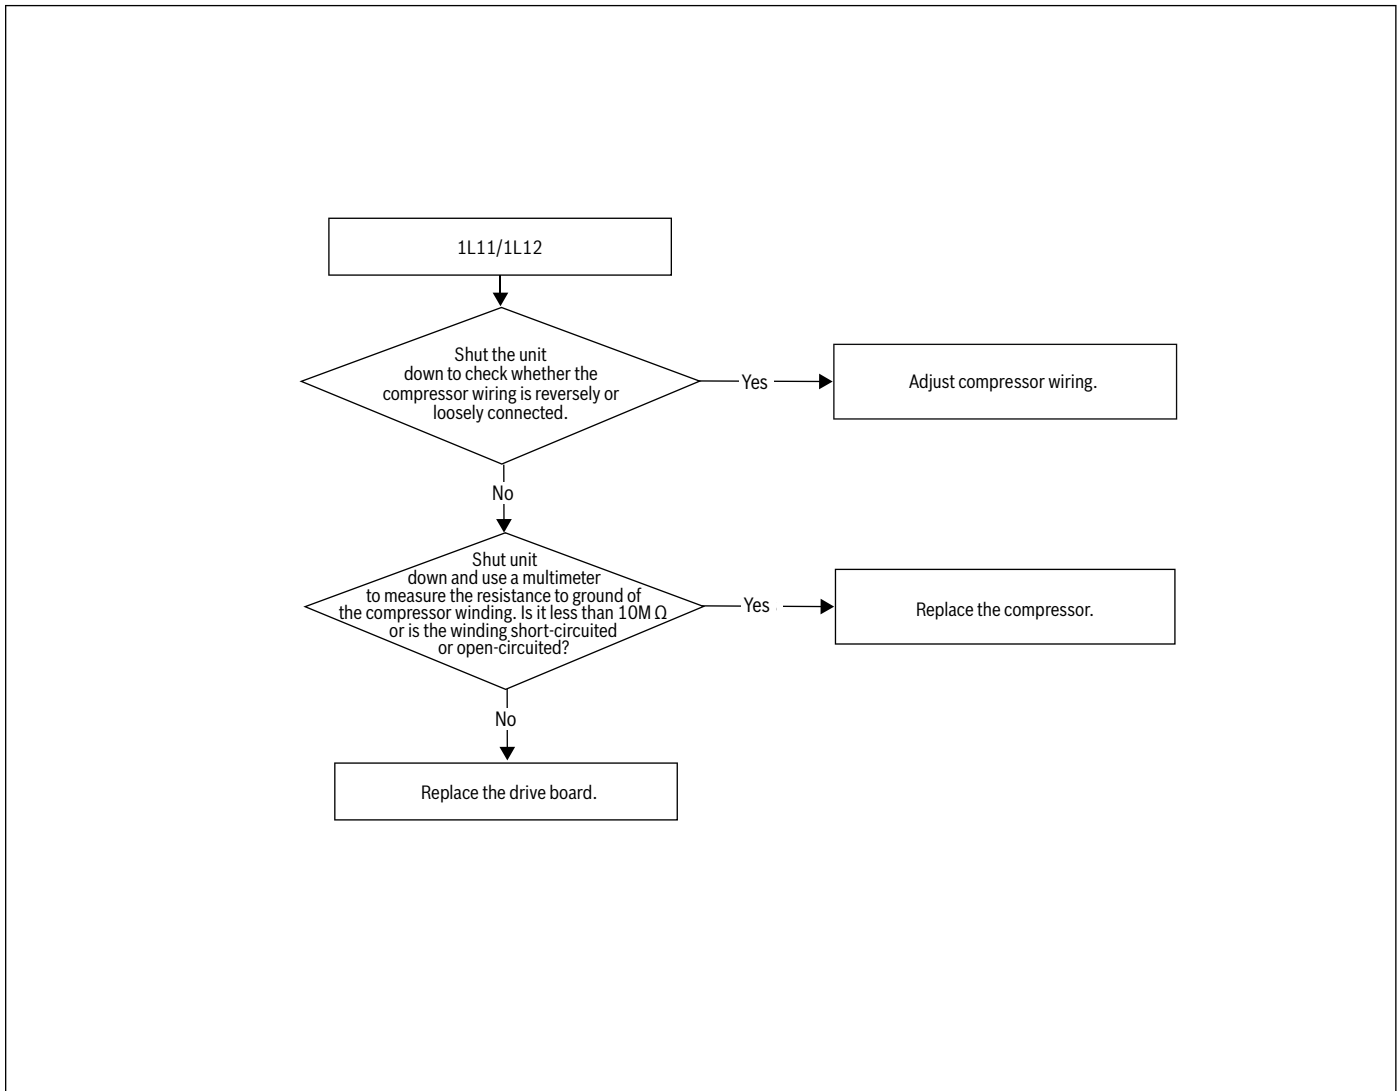 1L11/1L12
Shut the unit
down to check whether the
compressor wiring is reversely or
loosely connected.
Yes
Adjust compressor wiring.
No
Shut unit
down and use a multimeter
to measure the resistance to ground of
the compressor winding. Is it less than 10M Ω
or is the winding short-circuited
or open-circuited?
Yes
Replace the compressor.
No
Replace the drive board.